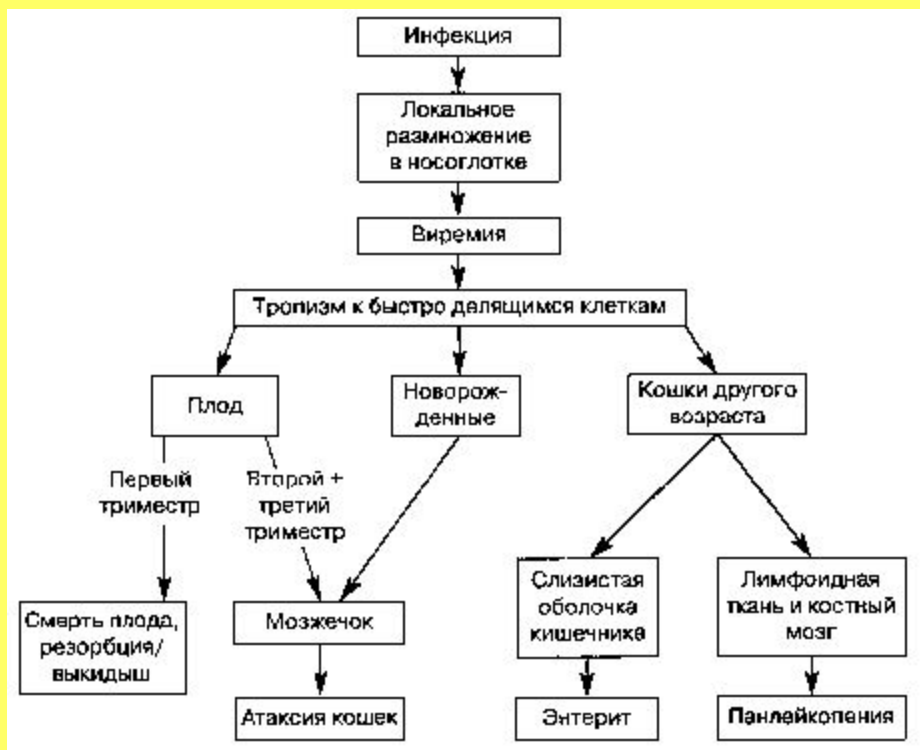 Инфекция
Локальное
размножение
в носоглотке
Виремия
Тропизм к быстро делящимся клеткам
Плод
Новорож-
денные
Кошки другого
возраста
Первый
триместр
Второй +
третий
триместр
Смерть плода,
резорбция/
выкидыш
Мозжечок
Слизистая
оболочка
кишечника
Лимфоидная
ткань и костный
мозг
Атаксия кошек
Энтерит
Панлейкопения